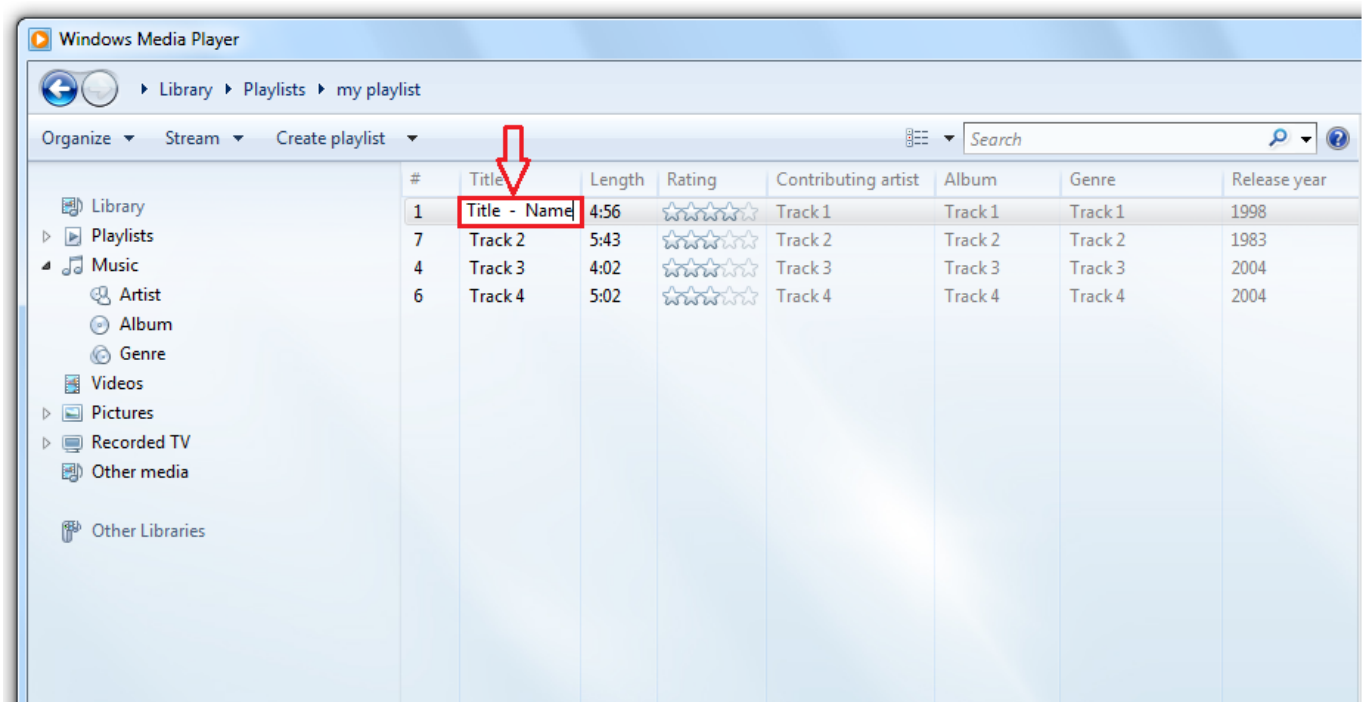 Windows Media Player
Library Playlists my playlist
Organize Stream Create playlist Search
# Title Length Rating Contributing artist Album Genre Release year
1 Title - Name 4:56 Track 1 Track 1 Track 1 1998
7 Track 2 5:43 Track 2 Track 2 Track 2 1983
4 Track 3 4:02 Track 3 Track 3 Track 3 2004
6 Track 4 5:02 Track 4 Track 4 Track 4 2004
Library
Playlists
Music
Artist
Album
Genre
Videos
Pictures
Recorded TV
Other media
Other Libraries